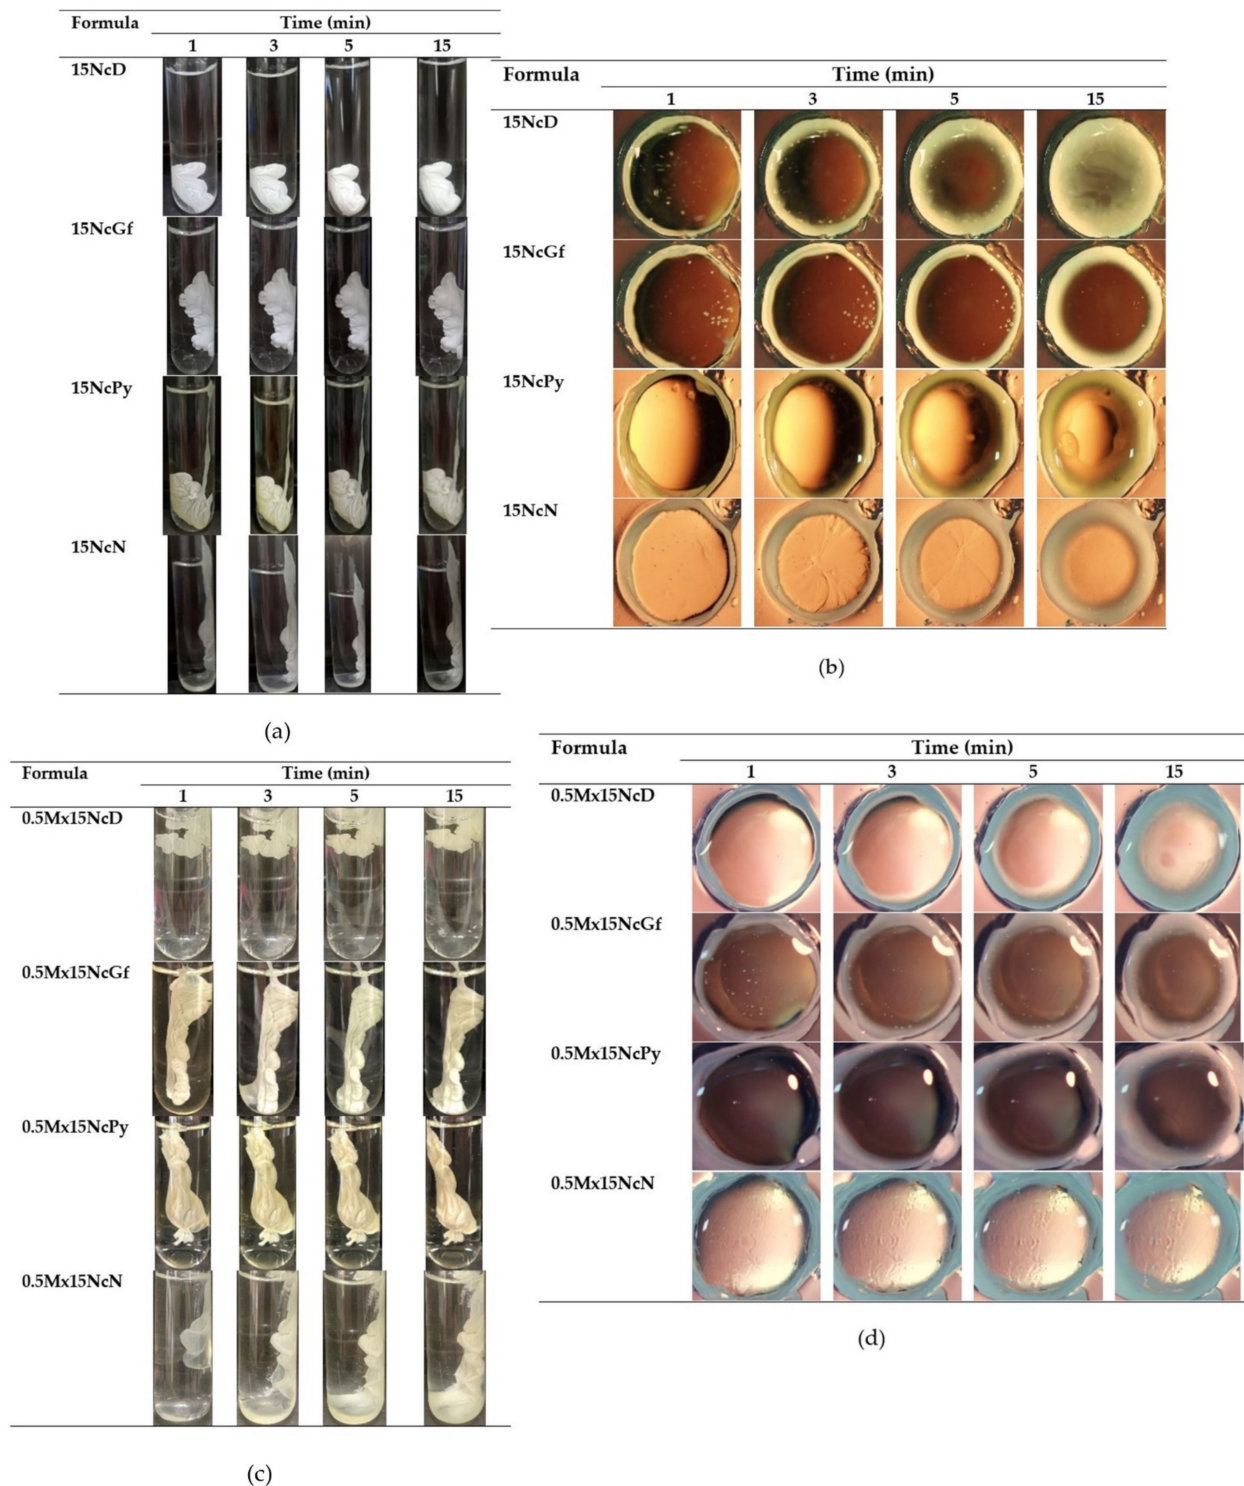 Formula Time (min)
1 3 5 15
15NcD
15NcGf
15NcPy
15NcN
(a)
Formula Time (min)
1 3 5 15
15NcD
15NcGf
15NcPy
15NcN
(b)
Formula Time (min)
1 3 5 15
0.5Mx15NcD
0.5Mx15NcGf
0.5Mx15NcPy
0.5Mx15NcN
(c)
Formula Time (min)
1 3 5 15
0.5Mx15NcD
0.5Mx15NcGf
0.5Mx15NcPy
0.5Mx15NcN
(d)